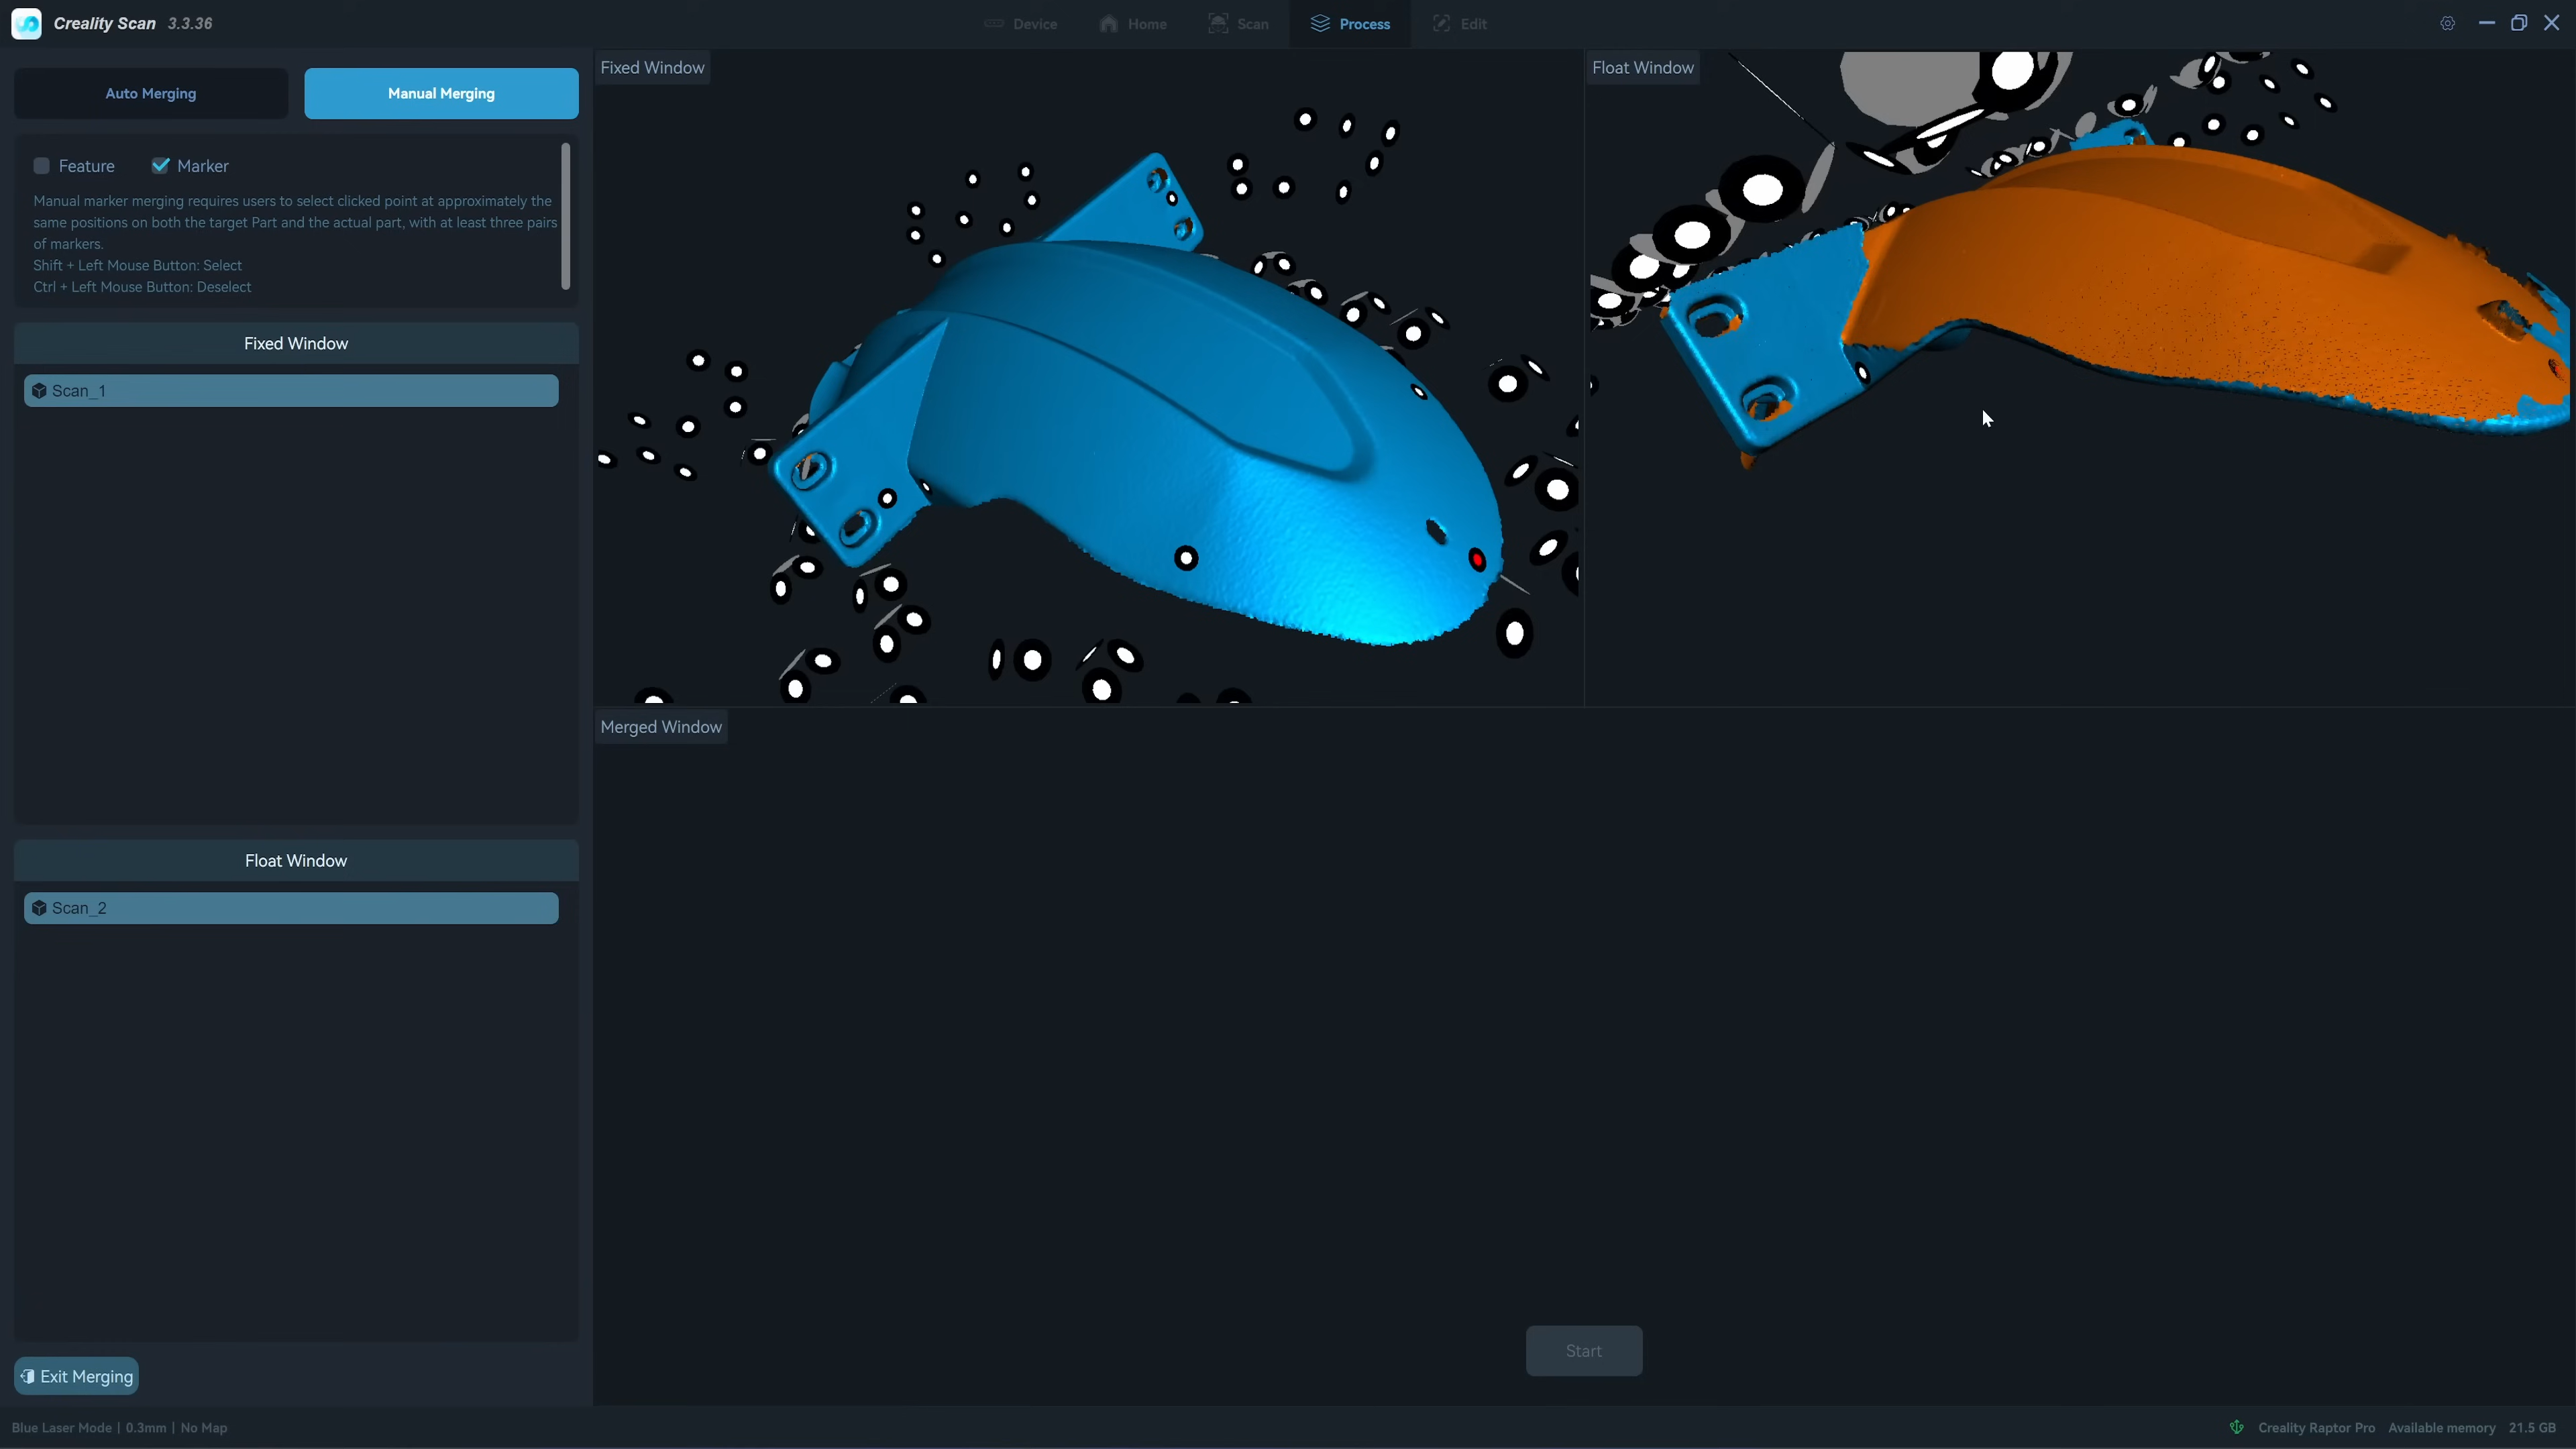 Creality Scan 3.3.36
Device
Home
Scan
Process
Edit
Auto Merging
Manual Merging
Feature
Marker
Manual marker merging requires users to select clicked point at approximately the
same positions on both the target Part and the actual part, with at least three pairs
of markers.
Shift + Left Mouse Button: Select
Ctrl + Left Mouse Button: Deselect
Fixed Window
Scan_1
Float Window
Scan_2
Exit Merging
Fixed Window
Float Window
Merged Window
Start
Blue Laser Mode | 0.3mm | No Map
Creality Raptor Pro Available memory 21.5 GB